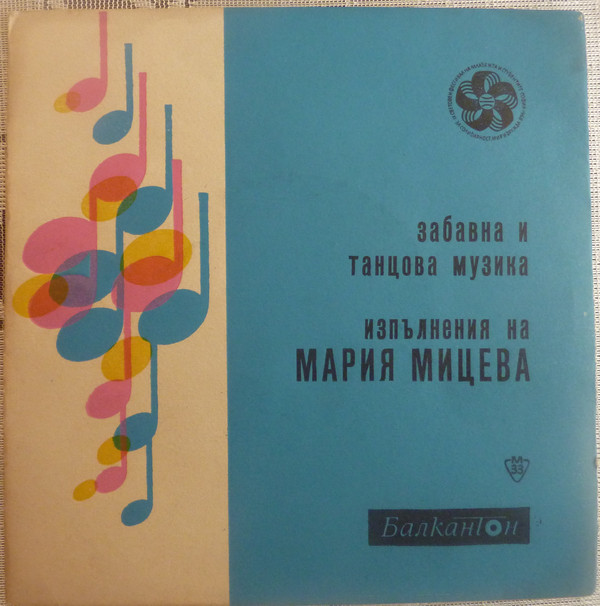 забавна и
танцова музика
изпълнения на
МАРИЯ МИЦЕВА
М
33
Балкантон